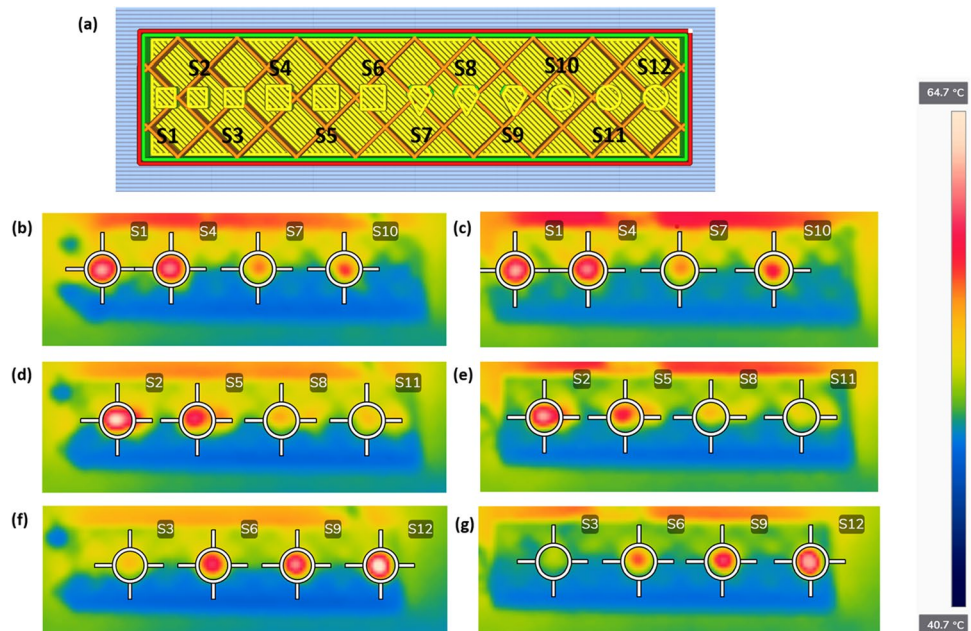 (a)
S2 S4 S6 S8 S10 S12
S1 S3 S5 S7 S9 S11
64.7 °C
(b) S1 S4 S7 S10
(c) S1 S4 S7 S10
(d) S2 S5 S8 S11
(e) S2 S5 S8 S11
(f) S3 S6 S9 S12
(g) S3 S6 S9 S12
40.7 °C